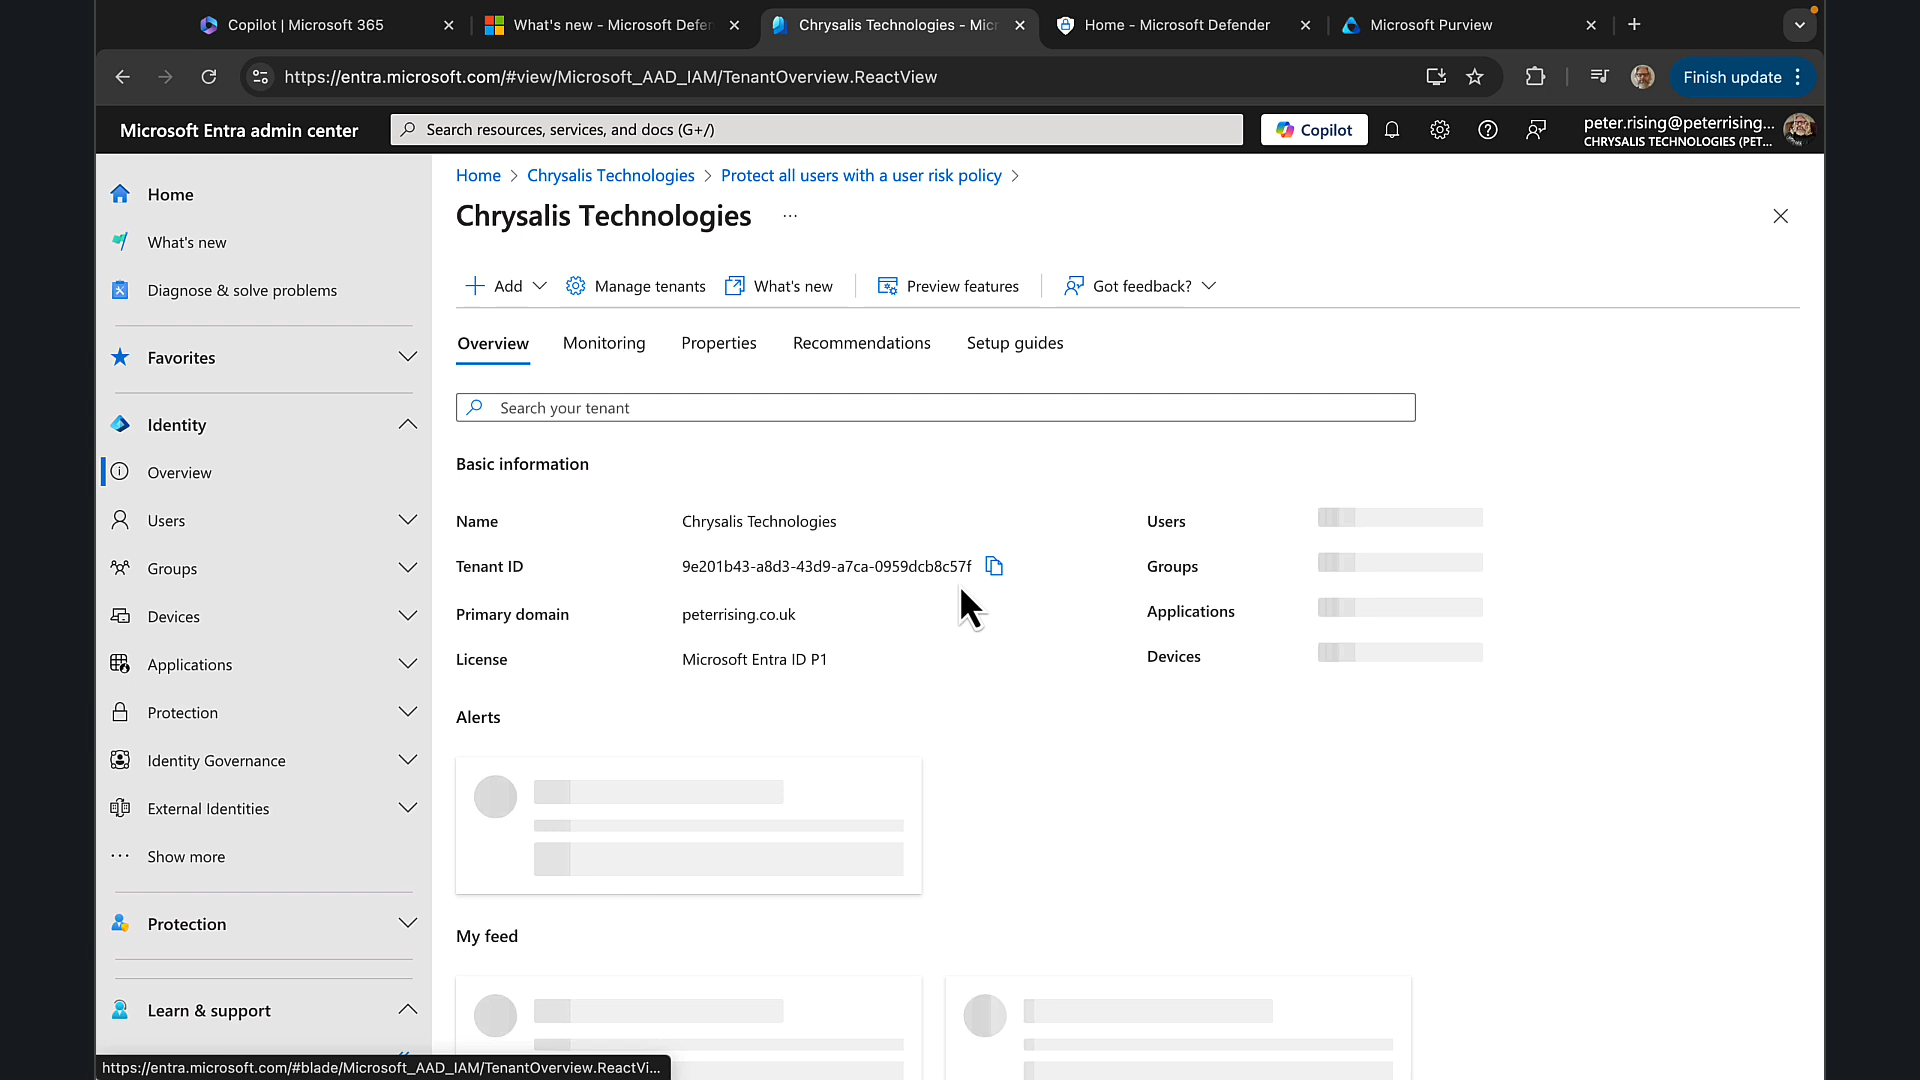 Copilot | Microsoft 365
What's new - Microsoft Defen
Chrysalis Technologies - Micr
Home - Microsoft Defender
Microsoft Purview
https://entra.microsoft.com/#view/Microsoft_AAD_IAM/TenantOverview.ReactView
Finish update
Microsoft Entra admin center
Search resources, services, and docs (G+/)
Copilot
peter.rising@peterrising...
CHRYSALIS TECHNOLOGIES (PET...
Home
What's new
Diagnose & solve problems
Favorites
Identity
Overview
Users
Groups
Devices
Applications
Protection
Identity Governance
External Identities
Show more
Protection
Learn & support
Home > Chrysalis Technologies > Protect all users with a user risk policy >
Chrysalis Technologies ...
Add
Manage tenants
What's new
Preview features
Got feedback?
Overview
Monitoring
Properties
Recommendations
Setup guides
Search your tenant
Basic information
Name Chrysalis Technologies
Tenant ID 9e201b43-a8d3-43d9-a7ca-0959dcb8c57f
Primary domain peterrising.co.uk
License Microsoft Entra ID P1
Users
Groups
Applications
Devices
Alerts
My feed
https://entra.microsoft.com/#blade/Microsoft_AAD_IAM/TenantOverview.ReactVi...